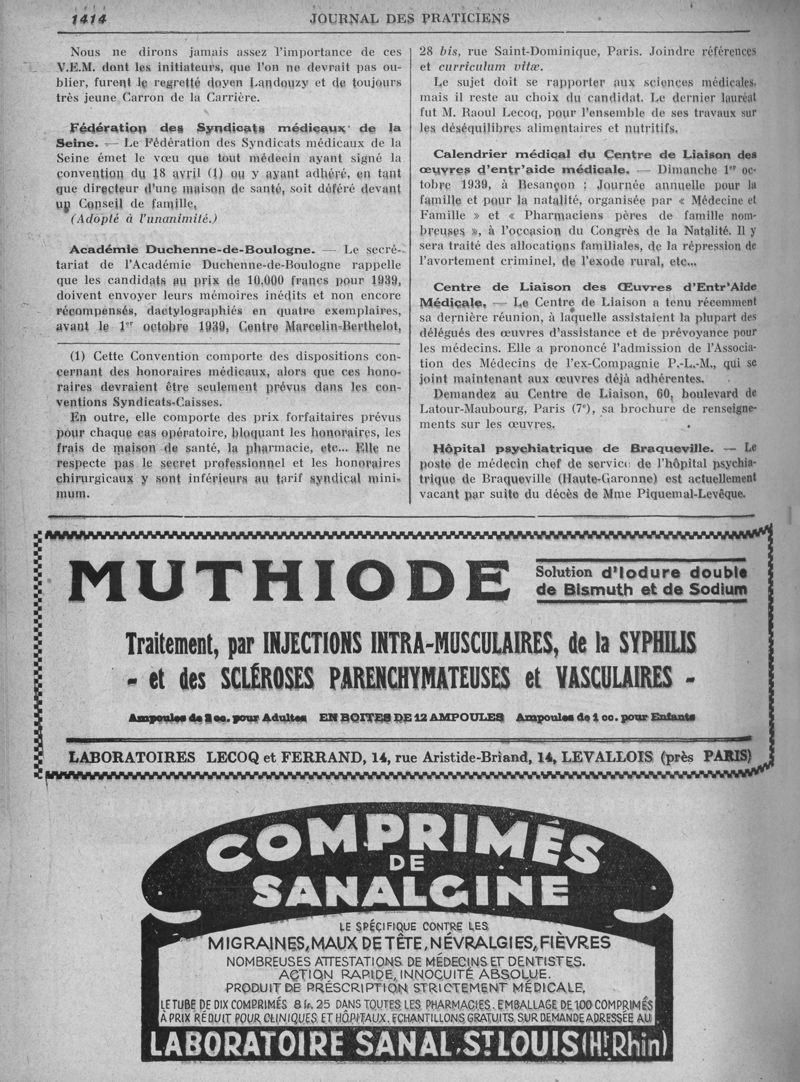 1414
JOURNAL DES PRATICIENS
Nous ne dirons jamais assez l'importance de ces
V.E.M. dont les initiateurs, que l'on ne devrait pas ou-
blier, furent le regretté doyen Landouzy et de toujours
très jeune Carron de la Carrière.
Fédération des Syndicats médicaux de la
Seine. — Le Fédération des Syndicats médicaux de la
Seine émet le vœu que tout médecin ayant signé la
convention du 18 avril (1) ou y ayant adhéré, en tant
que directeur d'une maison de santé, soit déféré devant
un Conseil de famille,
(Adopté à l'unanimité.)
Académie Duchenne-de-Boulogne. — Le secré-
tariat de l'Académie Duchenne-de-Boulogne rappelle
que les candidats au prix de 10.000 francs pour 1939,
doivent envoyer leurs mémoires inédits et non encore
récompensés, dactylographiés en quatre exemplaires,
avant le 1er octobre 1939, Centre Marcelin-Berthelot,
(1) Cette Convention comporte des dispositions con-
cernant des honoraires médicaux, alors que ces hono-
raires devraient être seulement prévus dans les con-
ventions Syndicats-Caisses.
En outre, elle comporte des prix forfaitaires prévus
pour chaque cas opératoire, bloquant les honoraires, les
frais de maison de santé, la pharmacie, etc... Elle ne
respecte pas le secret professionnel et les honoraires
chirurgicaux y sont inférieurs au tarif syndical mini-
mum.
28 bis, rue Saint-Dominique, Paris. Joindre références
et curriculum vitæ.
Le sujet doit se rapporter aux sciences médicales,
mais il reste au choix du candidat. Le dernier lauréat
fut M. Raoul Lecoq, pour l'ensemble de ses travaux sur
les déséquilibres alimentaires et nutritifs.
Calendrier médical du Centre de Liaison des
œuvres d'entr'aide médicale. — Dimanche 1er oc-
tobre 1939, à Besançon : Journée annuelle pour la
famille et pour la natalité, organisée par « Médecine et
Famille » et « Pharmaciens pères de famille nom-
breuses », à l'occasion du Congrès de la Natalité. Il y
sera traité des allocations familiales, de la répression de
l'avortement criminel, de l'exode rural, etc...
Centre de Liaison des Œuvres d'Entr'Aide
Médicale. — Le Centre de Liaison a tenu récemment
sa dernière réunion, à laquelle assistaient la plupart des
délégués des œuvres d'assistance et de prévoyance pour
les médecins. Elle a prononcé l'admission de l'Associa-
tion des Médecins de l'ex-Compagnie P.-L.-M., qui se
joint maintenant aux œuvres déjà adhérentes.
Demandez au Centre de Liaison, 60, boulevard de
Latour-Maubourg, Paris (7e), sa brochure de renseigne-
ments sur les œuvres.
Hôpital psychiatrique de Braqueville. — Le
poste de médecin chef de service de l'hôpital psychia-
trique de Braqueville (Haute-Garonne) est actuellement
vacant par suite du décès de Mme Piquemal-Levêque.
MUTHIODE
Solution d'Iodure double
de Bismuth et de Sodium
Traitement, par INJECTIONS INTRA-MUSCULAIRES, de la SYPHILIS
- et des SCLÉROSES PARENCHYMATEUSES et VASCULAIRES -
Ampoules de 2 cc. pour Adultes EN BOITES DE 12 AMPOULES Ampoules de 1 cc. pour Enfants
LABORATOIRES LECOQ et FERRAND, 14, rue Aristide-Briand, 14, LEVALLOIS (près PARIS)
COMPRIMÉS
DE
SANALGINE
LE SPÉCIFIQUE CONTRE LES
MIGRAINES, MAUX DE TÊTE, NÉVRALGIES, FIÈVRES
NOMBREUSES ATTESTATIONS DE MÉDECINS ET DENTISTES.
ACTION RAPIDE, INNOCUITÉ ABSOLUE.
PRODUIT DE PRÉSCRIPTION STRICTEMENT MÉDICALE,
LE TUBE DE DIX COMPRIMÉS 8 fr. 25 DANS TOUTES LES PHARMACIES. EMBALLAGE DE 100 COMPRIMÉS
À PRIX RÉDUIT POUR CLINIQUES ET HÔPITAUX. ECHANTILLONS GRATUITS SUR DEMANDE ADRESSÉE AU
LABORATOIRE SANAL, ST LOUIS (Ht Rhin)